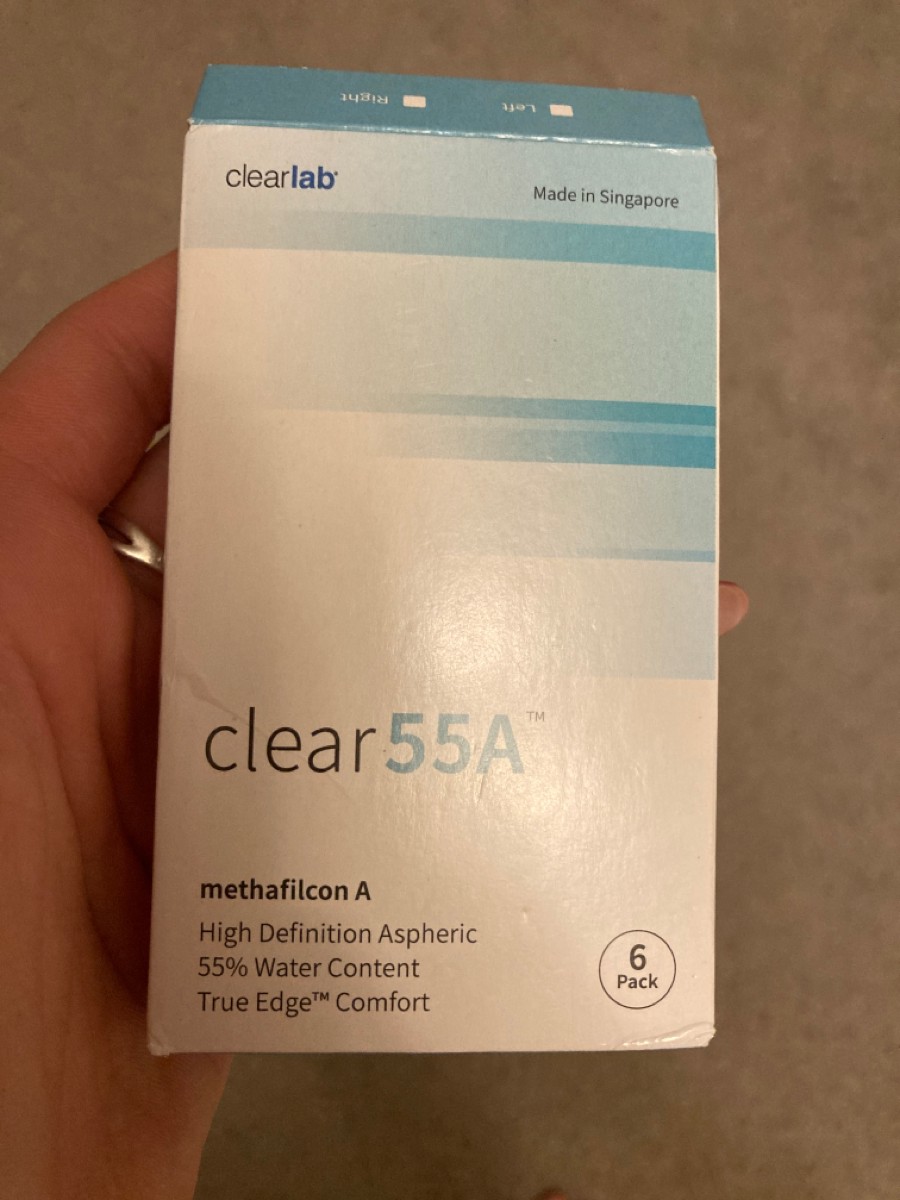 Right
Left
clearlab®
Made in Singapore
clear55A™
methafilcon A
High Definition Aspheric
55% Water Content
True Edge™ Comfort
6
Pack